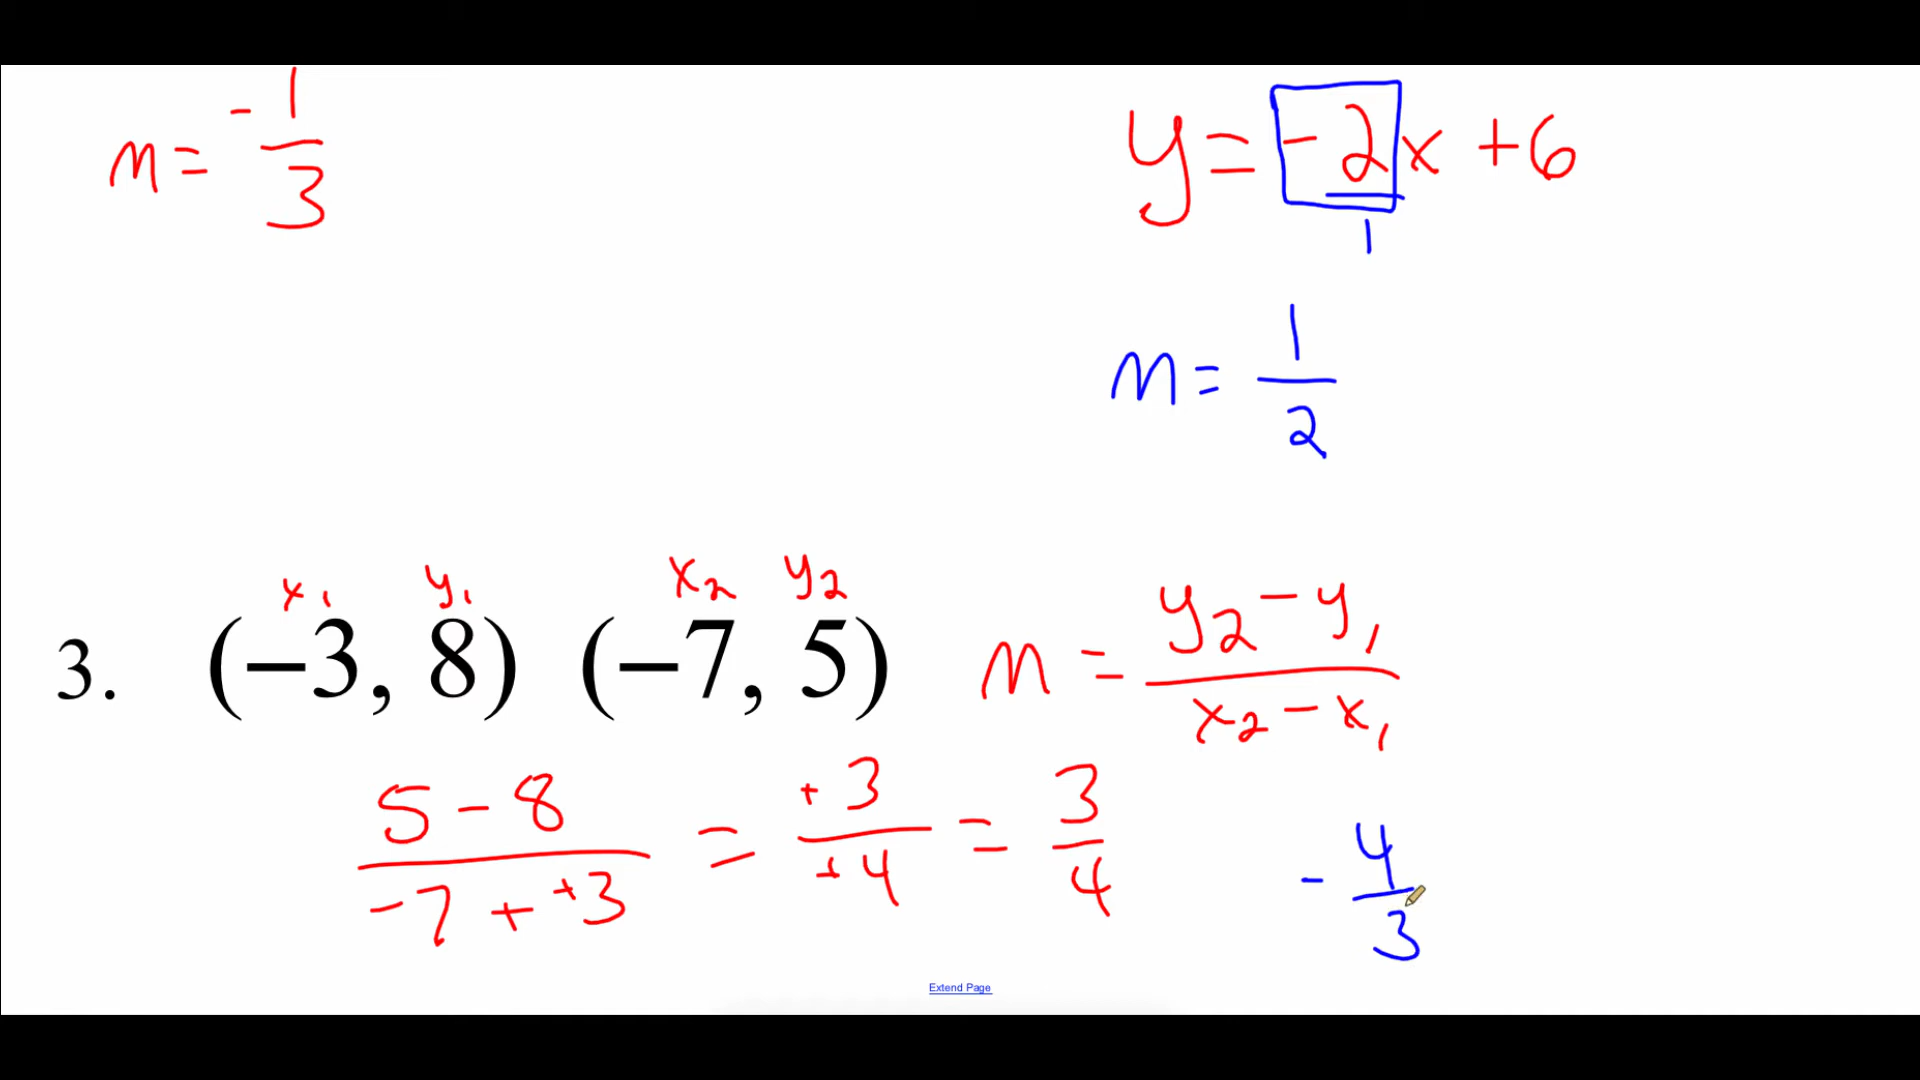 m = -1/3
y = -2x + 6
1
m = 1/2
x₁ y₁ x₂ y₂
3. (−3, 8) (−7, 5) m = y₂ - y₁ / x₂ - x₁
5 - 8 / -7 + +3 = +3 / +4 = 3/4
- 4/3
Extend Page